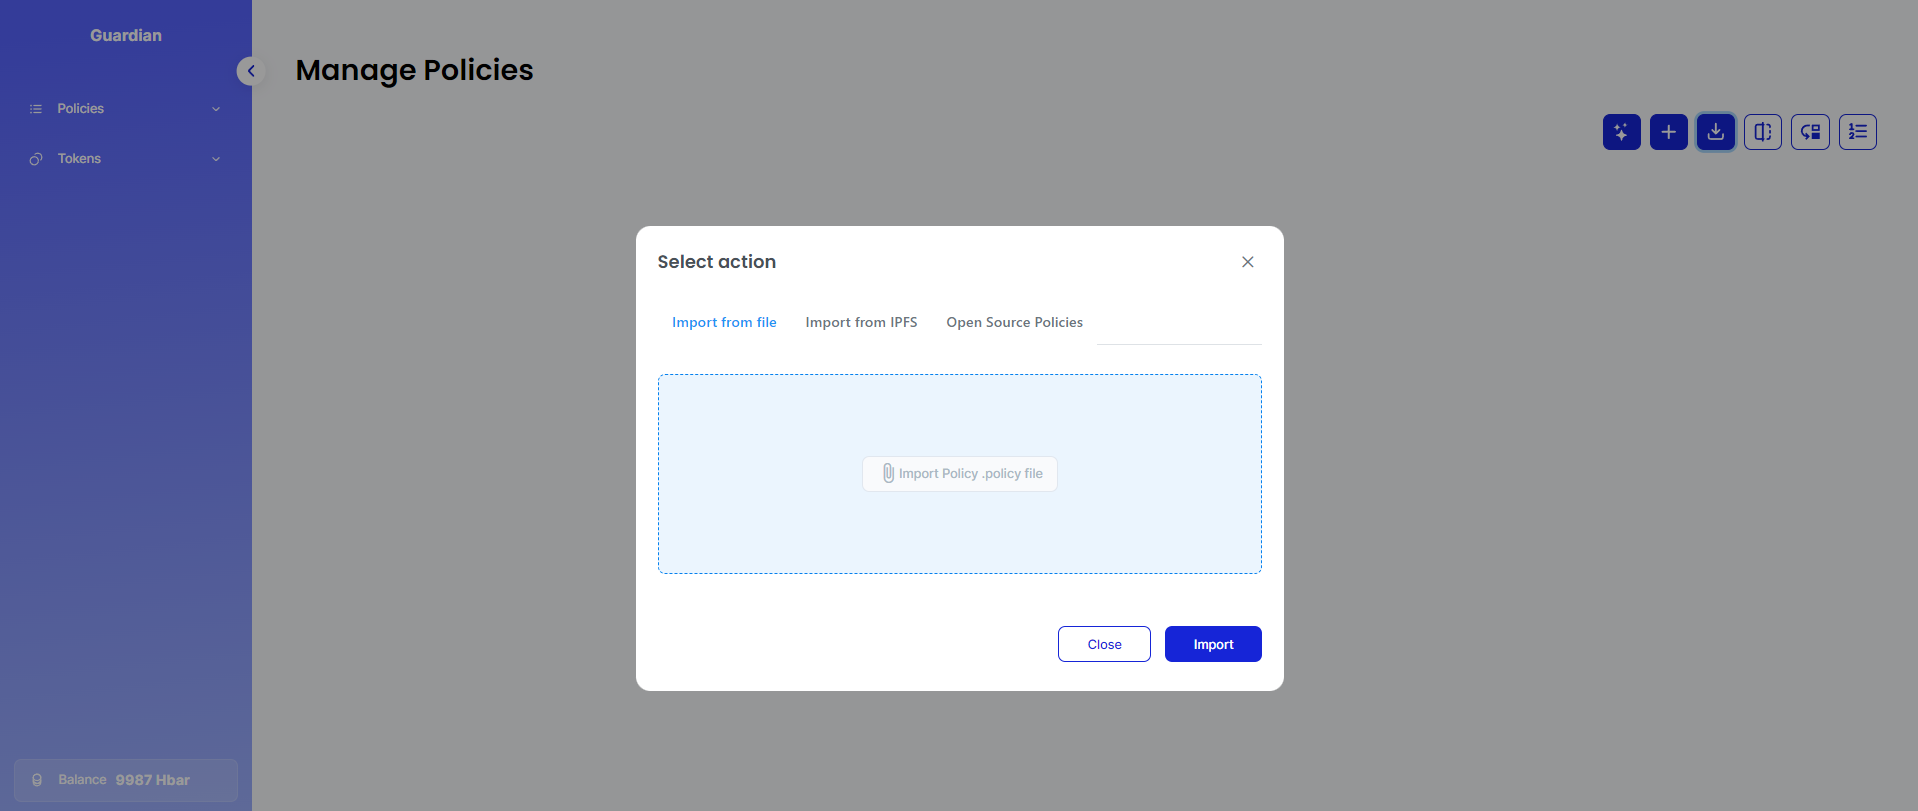 Guardian
Manage Policies
Policies
Tokens
Select action
Import from file Import from IPFS Open Source Policies
Import Policy .policy file
Close Import
Balance 9987 Hbar